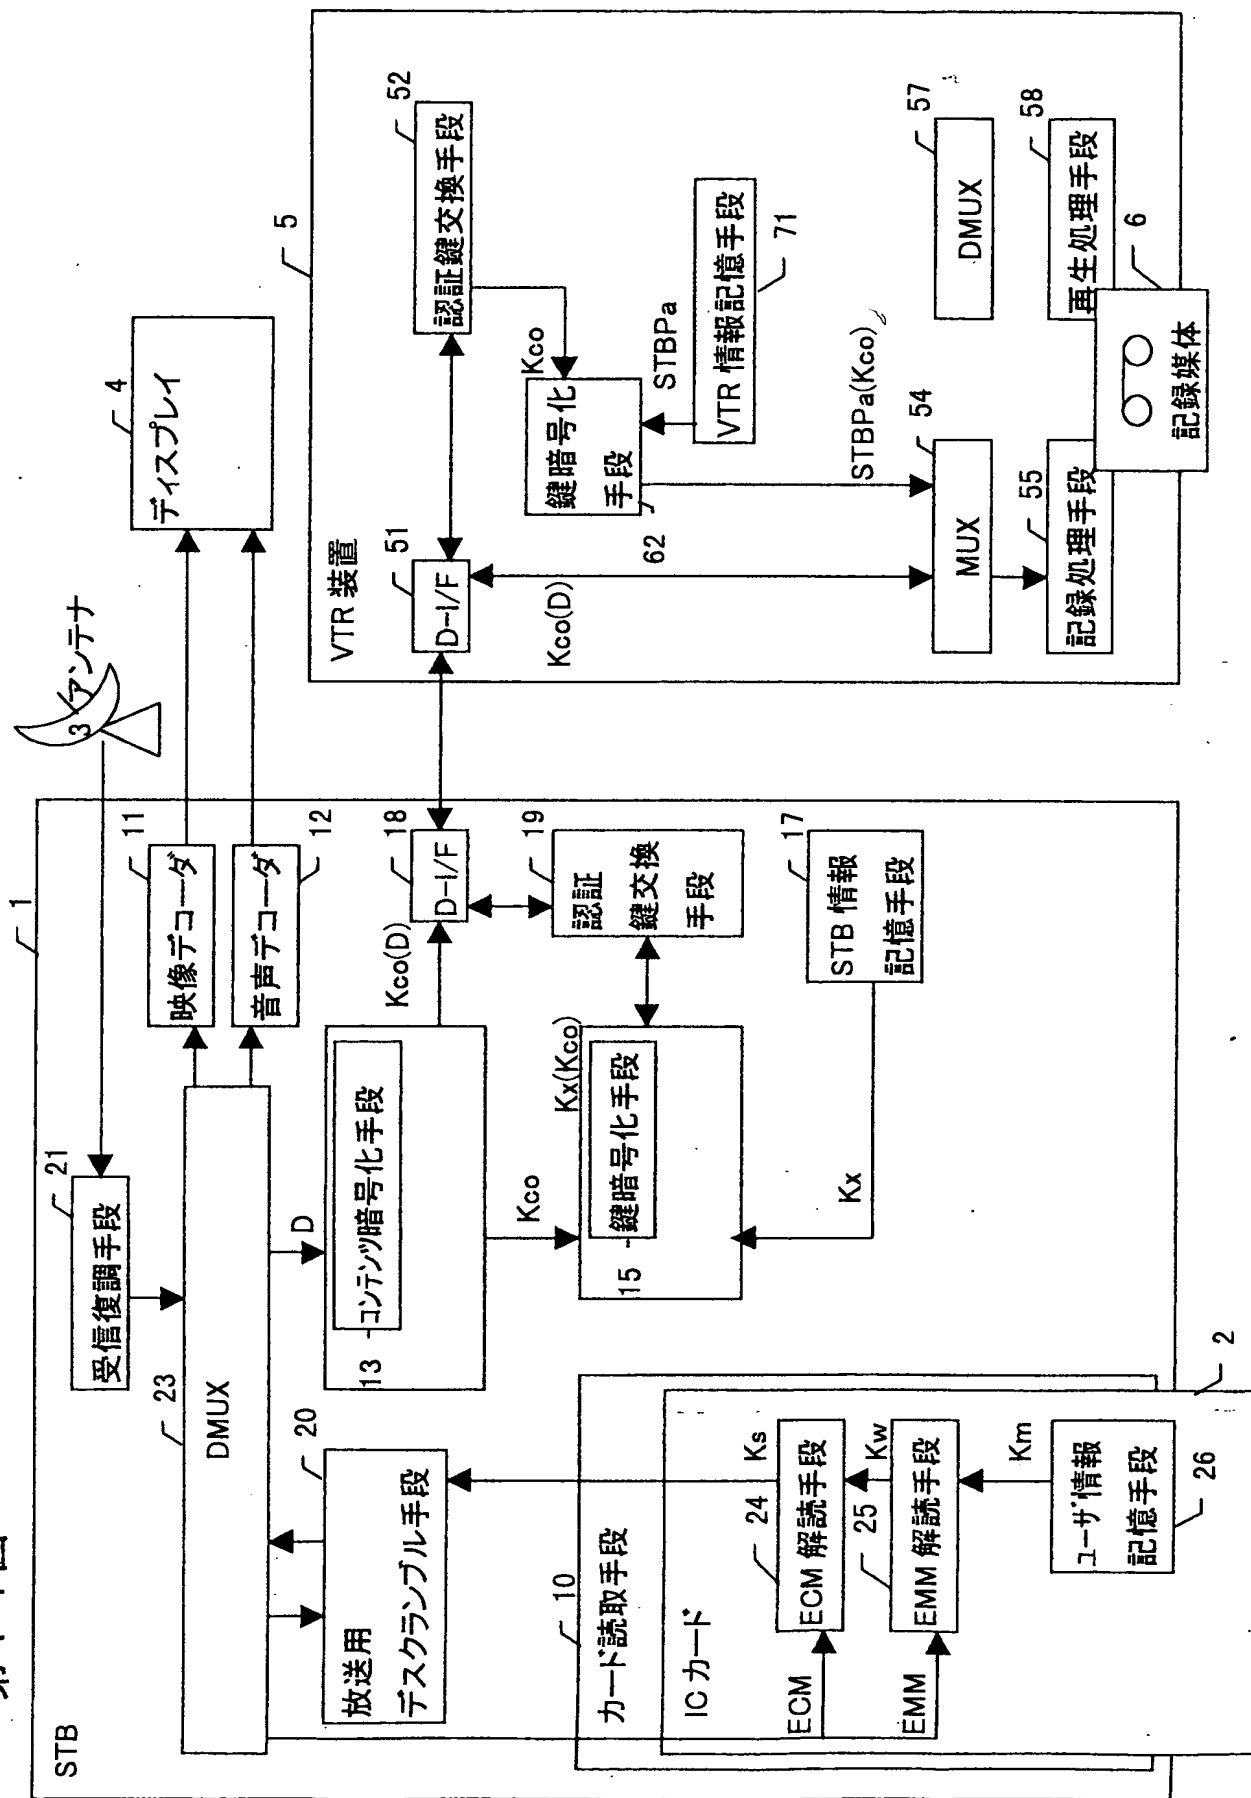 STB
1
21
受信復調手段
3
アンテナ
4
ディスプレイ
23
DMUX
11
映像デコーダ
12
音声デコーダ
20
放送用
デスクランブル手段
D
13
コンテンツ暗号化手段
Kco(D)
18
D-I/F
19
認証
鍵交換
手段
Kco
Kx(Kco)
15
鍵暗号化手段
Kx
17
STB 情報
記憶手段
10
カード読取手段
IC カード
2
ECM
24
ECM 解読手段
Ks
EMM
25
EMM 解読手段
Kw
Km
ユーザ情報
記憶手段
26
5
VTR 装置
51
D-I/F
52
認証鍵交換手段
Kco
鍵暗号化
手段
62
STBPa
VTR 情報記憶手段
71
Kco(D)
STBPa(Kco)
54
MUX
57
DMUX
55
記録処理手段
58
再生処理手段
6
記録媒体